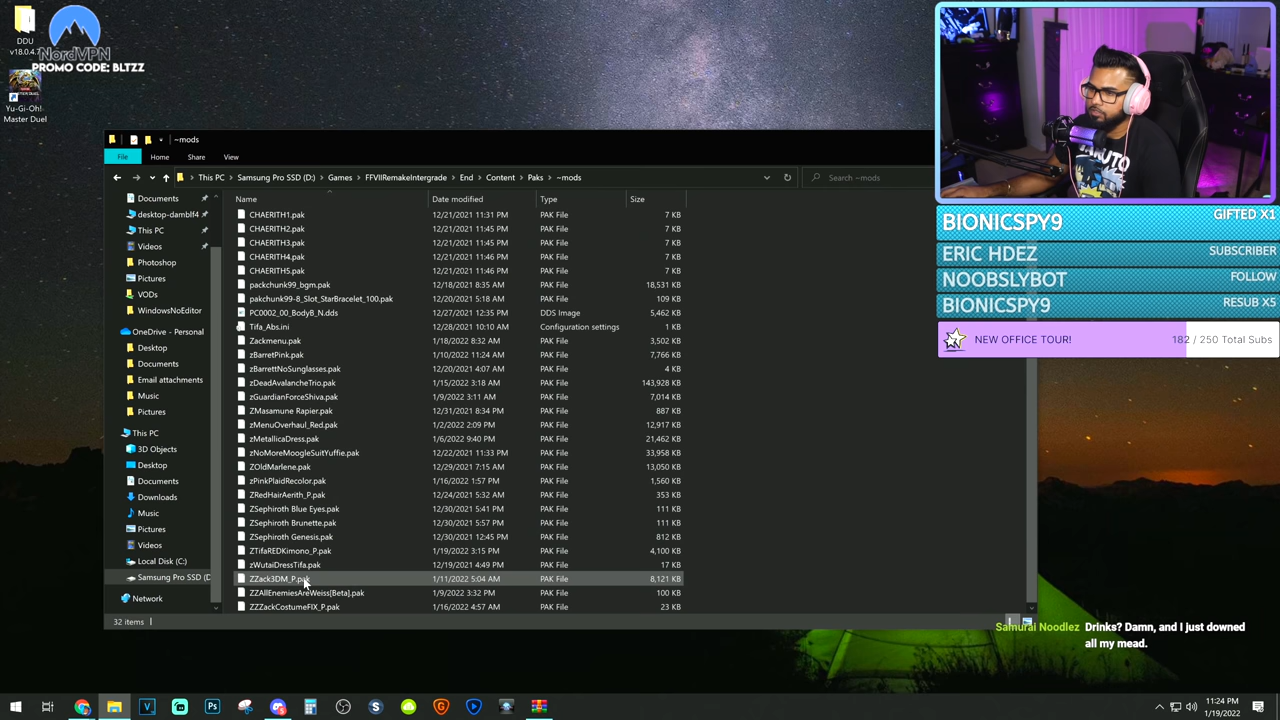 DDU
v18.0.4.7
NordVPN
PROMO CODE: BLTZZ
Yu-Gi-Oh!
Master Duel
~mods
File Home Share View
This PC > Samsung Pro SSD (D:) > Games > FFVIIRemakeIntergrade > End > Content > Paks > ~mods
Search ~mods
Documents
desktop-damblf4
This PC
Videos
Photoshop
Pictures
VODs
WindowsNoEditor
OneDrive - Personal
Desktop
Documents
Email attachments
Music
Pictures
This PC
3D Objects
Desktop
Documents
Downloads
Music
Pictures
Videos
Local Disk (C:)
Samsung Pro SSD (D
Network
Name Date modified Type Size
CHAERITH1.pak 12/21/2021 11:31 PM PAK File 7 KB
CHAERITH2.pak 12/21/2021 11:45 PM PAK File 7 KB
CHAERITH3.pak 12/21/2021 11:45 PM PAK File 7 KB
CHAERITH4.pak 12/21/2021 11:46 PM PAK File 7 KB
CHAERITH5.pak 12/21/2021 11:46 PM PAK File 7 KB
packchunk99_bgm.pak 12/18/2021 8:35 AM PAK File 18,531 KB
pakchunk99-8_Slot_StarBracelet_100.pak 12/20/2021 5:18 AM PAK File 109 KB
PC0002_00_BodyB_N.dds 12/27/2021 12:35 PM DDS Image 5,462 KB
Tifa_Abs.ini 12/28/2021 10:10 AM Configuration settings 1 KB
Zackmenu.pak 1/18/2022 8:32 AM PAK File 3,502 KB
zBarretPink.pak 1/10/2022 11:24 AM PAK File 7,766 KB
zBarrettNoSunglasses.pak 12/20/2021 4:07 AM PAK File 4 KB
zDeadAvalancheTrio.pak 1/15/2022 3:18 AM PAK File 143,928 KB
zGuardianForceShiva.pak 1/9/2022 3:11 AM PAK File 7,014 KB
ZMasamune Rapier.pak 12/31/2021 8:34 PM PAK File 887 KB
zMenuOverhaul_Red.pak 1/2/2022 2:09 PM PAK File 12,917 KB
zMetallicaDress.pak 1/6/2022 9:40 PM PAK File 21,462 KB
zNoMoreMoogleSuitYuffie.pak 12/22/2021 11:33 PM PAK File 33,958 KB
ZOldMarlene.pak 12/29/2021 7:15 AM PAK File 13,050 KB
zPinkPlaidRecolor.pak 1/16/2022 1:57 PM PAK File 1,560 KB
ZRedHairAerith_P.pak 12/24/2021 5:32 AM PAK File 353 KB
ZSephiroth Blue Eyes.pak 12/30/2021 5:41 PM PAK File 111 KB
ZSephiroth Brunette.pak 12/30/2021 5:57 PM PAK File 111 KB
ZSephiroth Genesis.pak 12/30/2021 12:45 PM PAK File 812 KB
ZTifaREDKimono_P.pak 1/19/2022 3:15 PM PAK File 4,100 KB
zWutaiDressTifa.pak 12/19/2021 4:49 PM PAK File 17 KB
ZZack3DM_P.pak 1/11/2022 5:04 AM PAK File 8,121 KB
ZZAllEnemiesAreWeiss[Beta].pak 1/9/2022 3:32 PM PAK File 100 KB
ZZZackCostumeFIX_P.pak 1/16/2022 4:57 AM PAK File 23 KB
32 items
BIONICSPY9 GIFTED X1
ERIC HDEZ SUBSCRIBER
NOOBSLYBOT FOLLOW
BIONICSPY9 RESUB X5
NEW OFFICE TOUR! 182 / 250 Total Subs
Samurai Noodlez Drinks? Damn, and I just downed
all my mead.
11:24 PM
1/19/2022